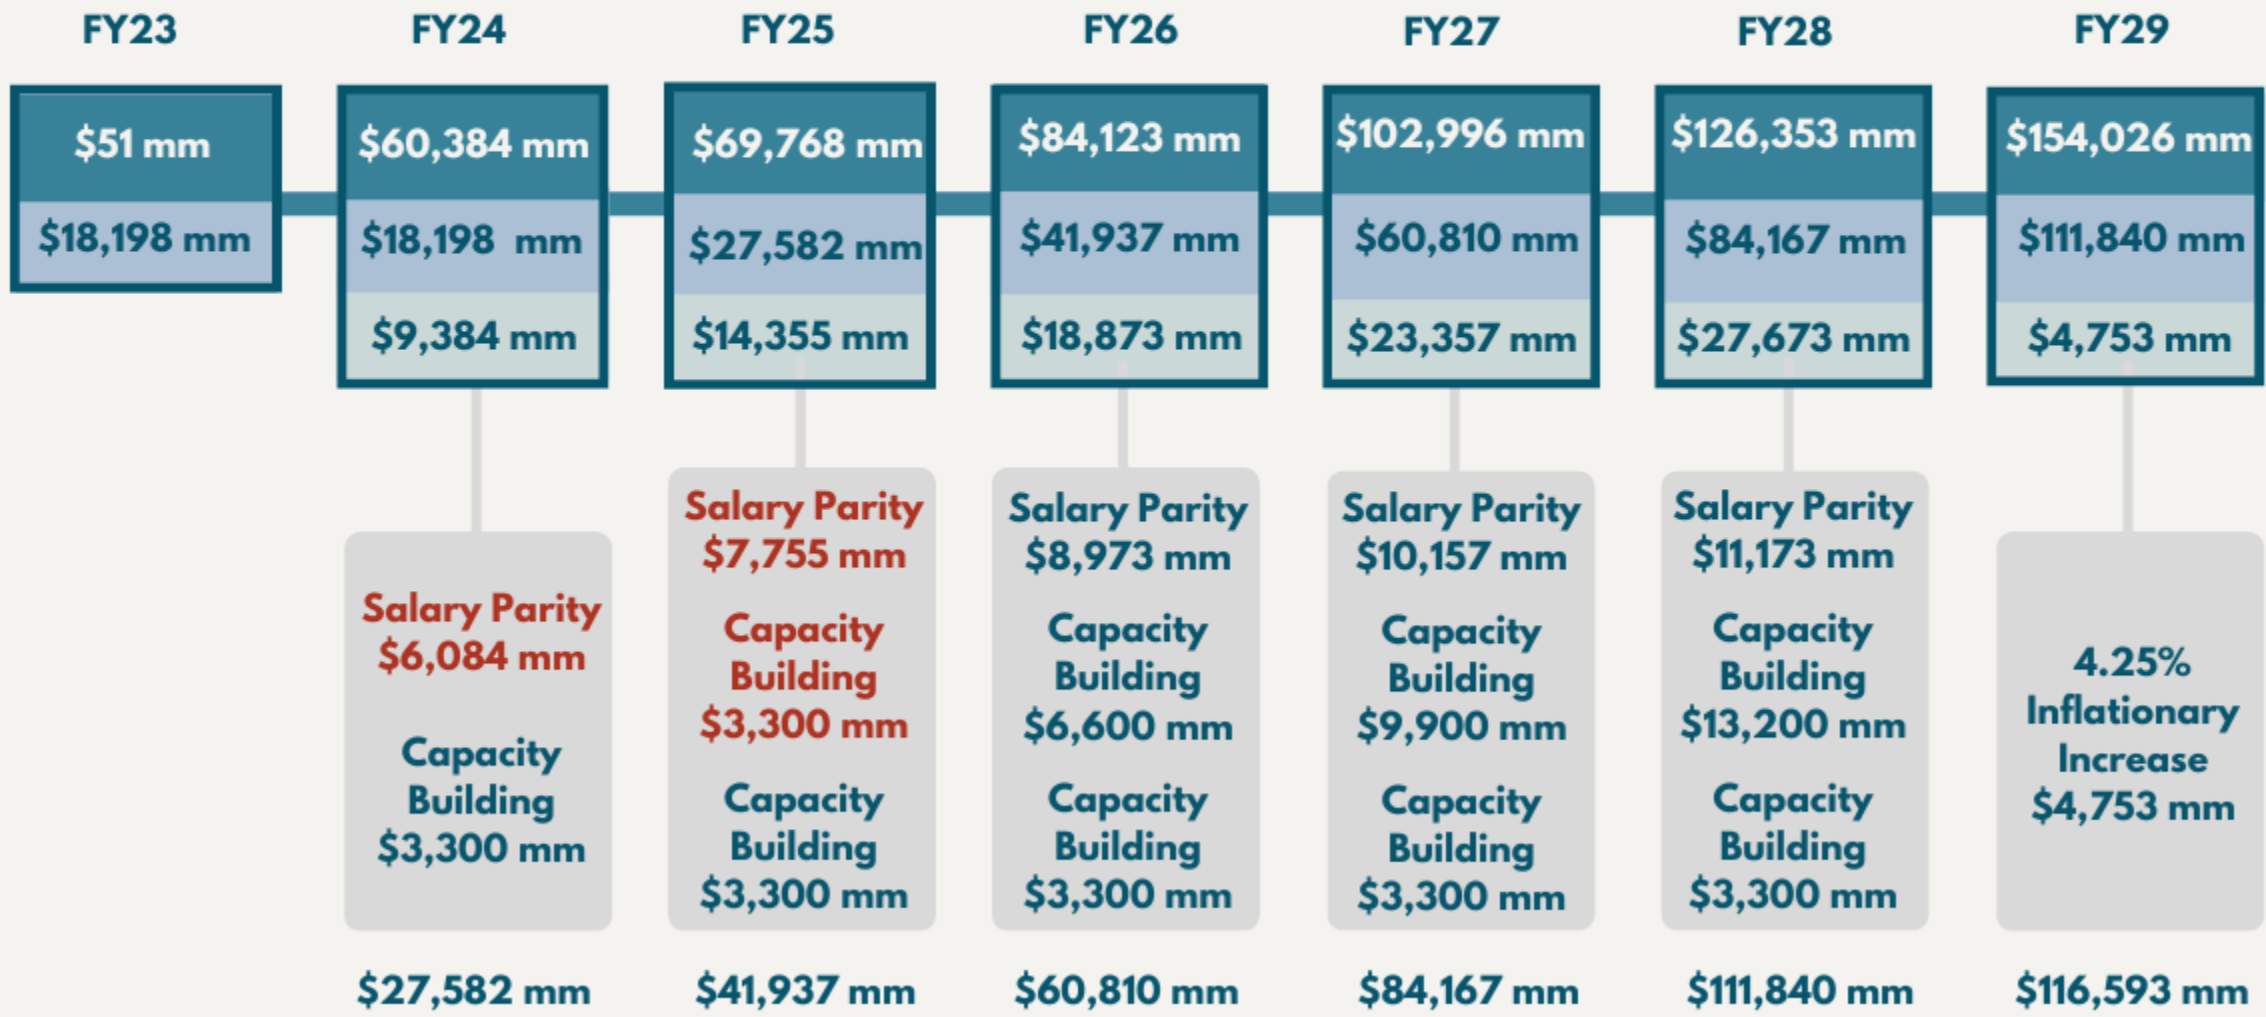 FY23
FY24
FY25
FY26
FY27
FY28
FY29
$51 mm
$18,198 mm
$60,384 mm
$18,198 mm
$9,384 mm
$69,768 mm
$27,582 mm
$14,355 mm
$84,123 mm
$41,937 mm
$18,873 mm
$102,996 mm
$60,810 mm
$23,357 mm
$126,353 mm
$84,167 mm
$27,673 mm
$154,026 mm
$111,840 mm
$4,753 mm
Salary Parity
$6,084 mm
Capacity
Building
$3,300 mm
Salary Parity
$7,755 mm
Capacity
Building
$3,300 mm
Capacity
Building
$3,300 mm
Salary Parity
$8,973 mm
Capacity
Building
$6,600 mm
Capacity
Building
$3,300 mm
Salary Parity
$10,157 mm
Capacity
Building
$9,900 mm
Capacity
Building
$3,300 mm
Salary Parity
$11,173 mm
Capacity
Building
$13,200 mm
Capacity
Building
$3,300 mm
4.25%
Inflationary
Increase
$4,753 mm
$27,582 mm
$41,937 mm
$60,810 mm
$84,167 mm
$111,840 mm
$116,593 mm